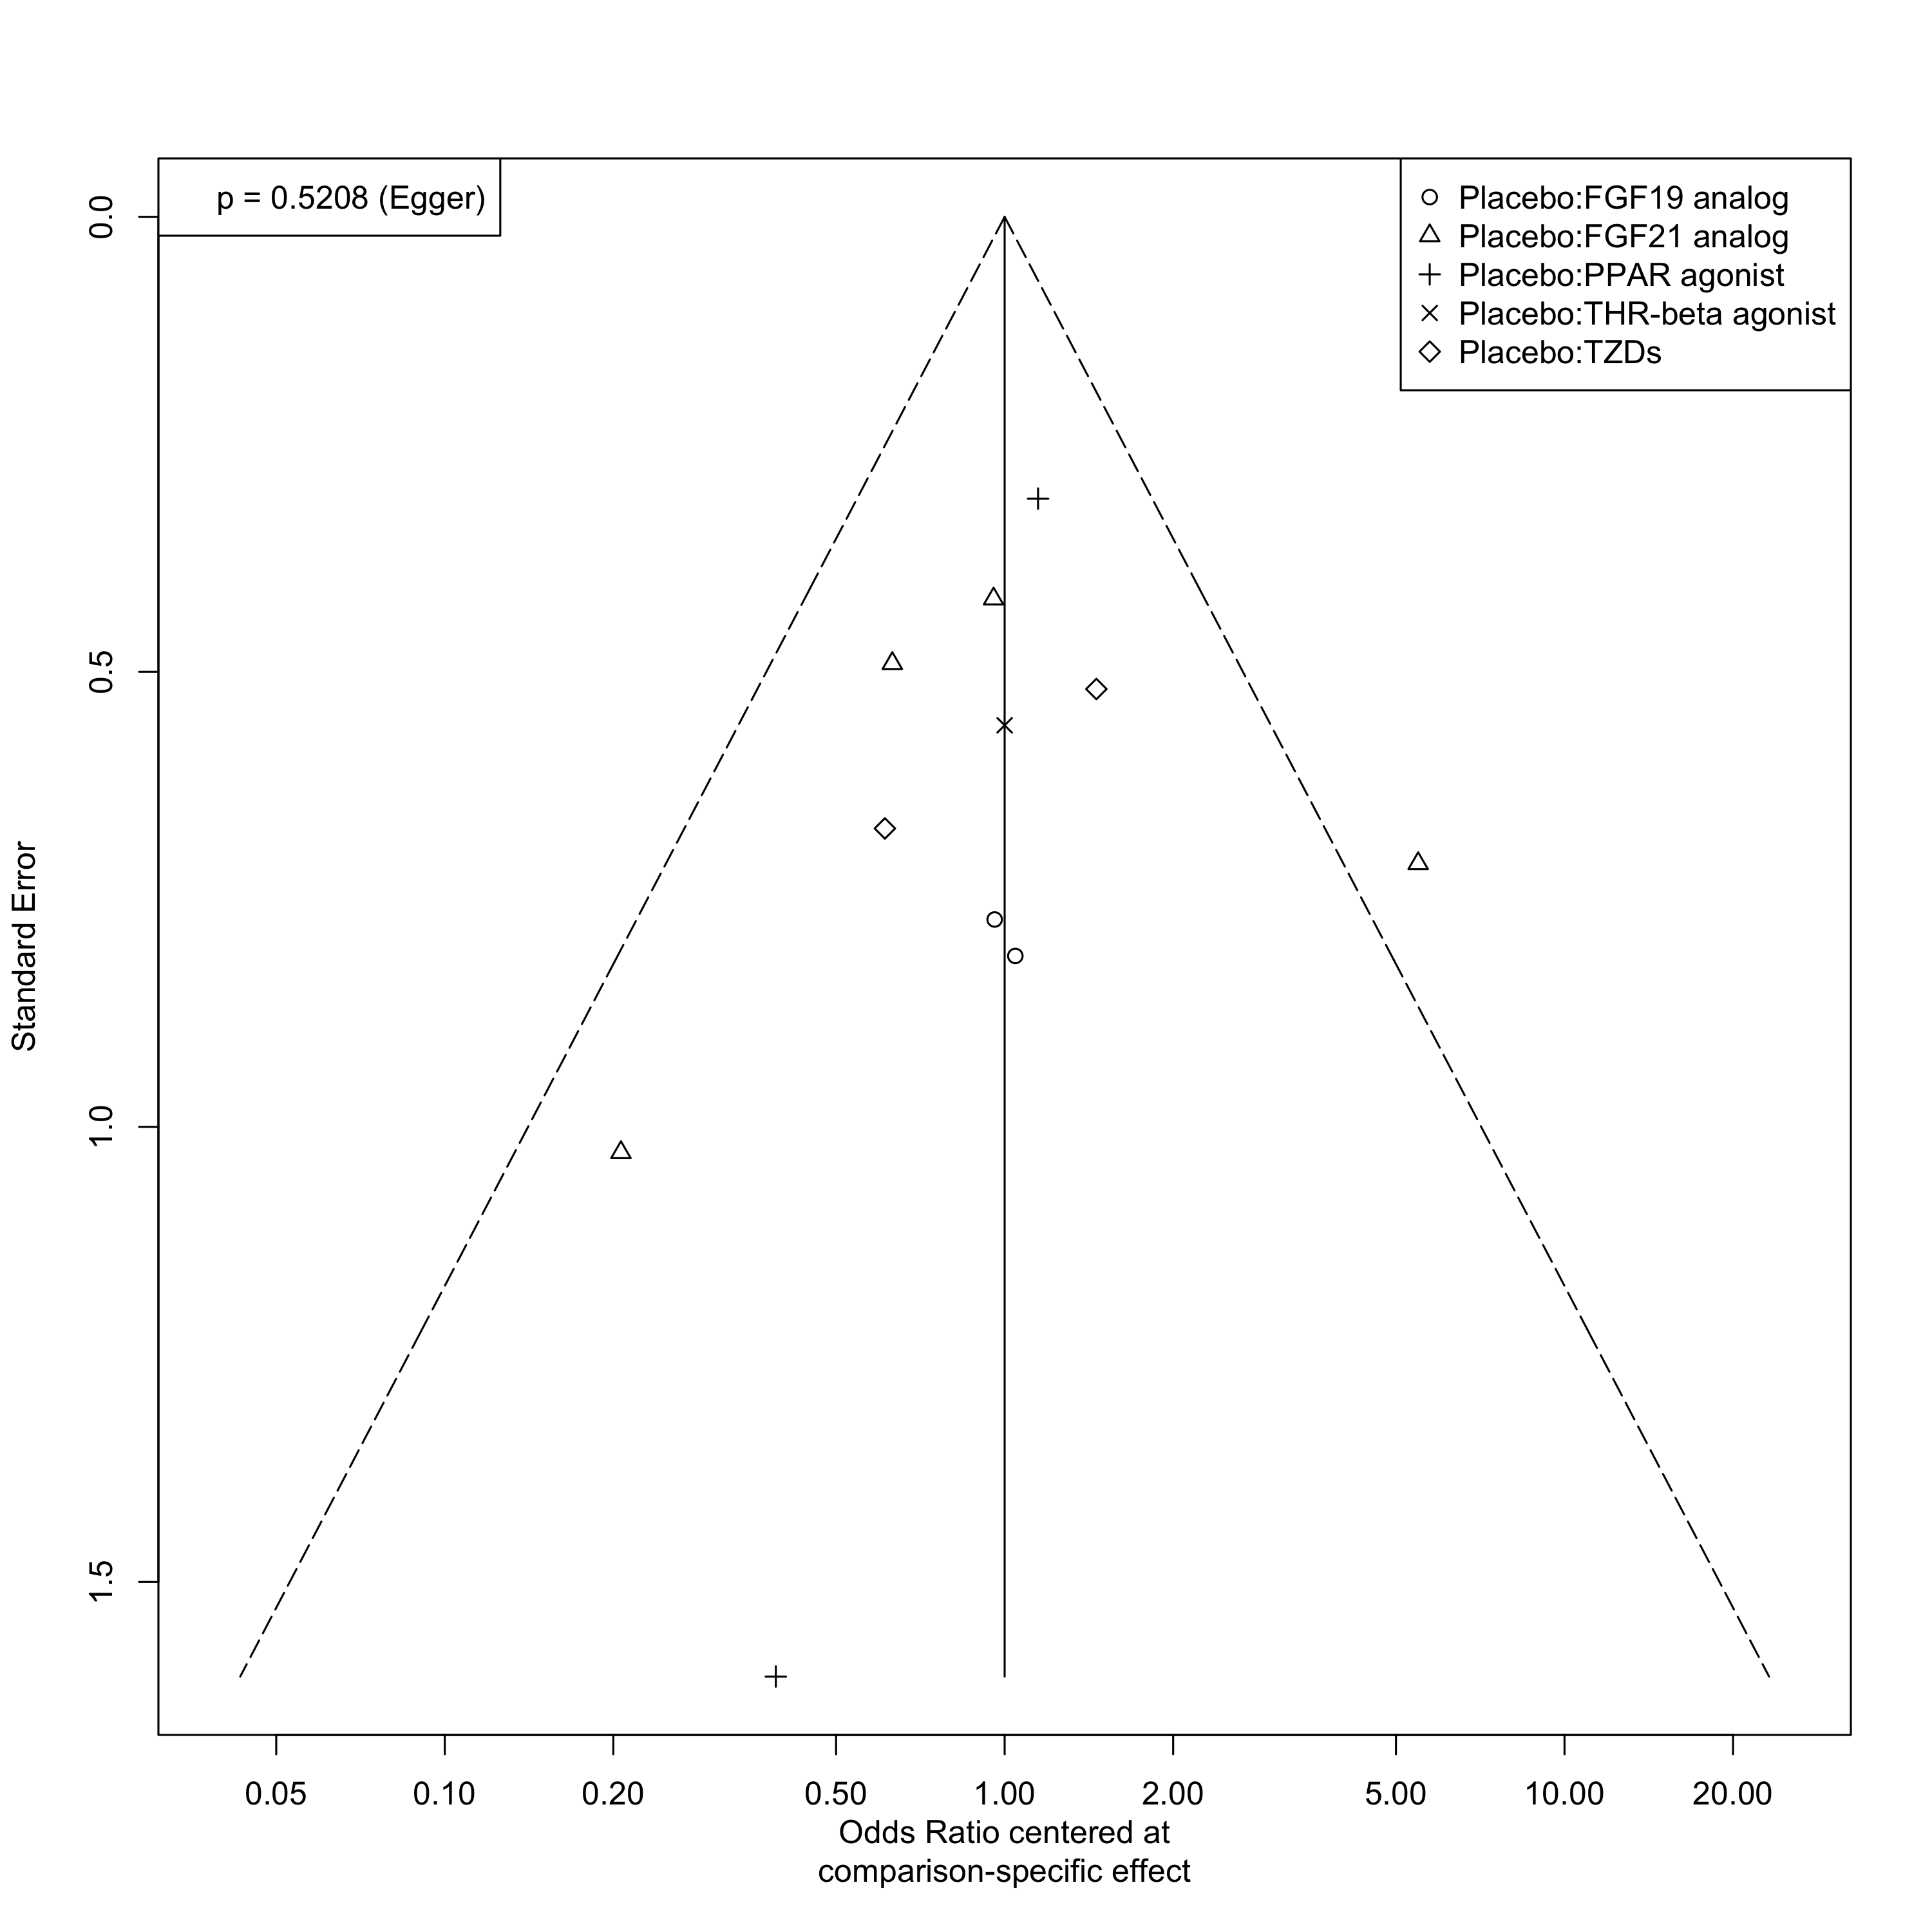 p = 0.5208 (Egger)
Placebo:FGF19 analog
Placebo:FGF21 analog
Placebo:PPAR agonist
Placebo:THR-beta agonist
Placebo:TZDs
0.0
0.5
1.0
1.5
Standard Error
0.05 0.10 0.20 0.50 1.00 2.00 5.00 10.00 20.00
Odds Ratio centered at
comparison-specific effect